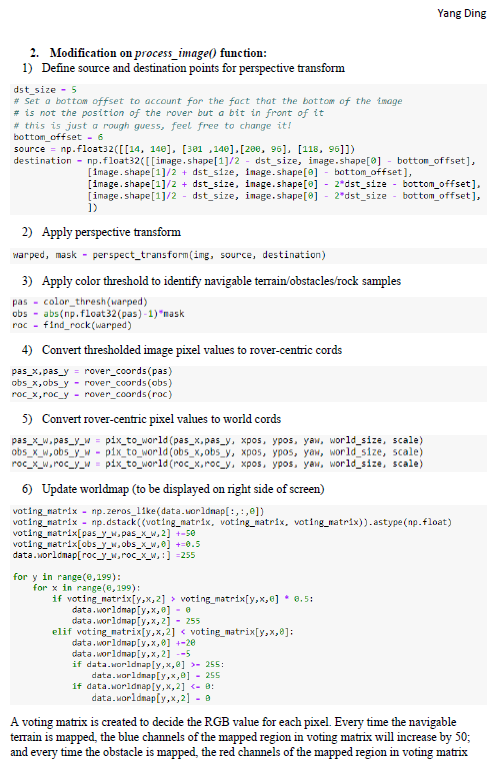 Yang Ding
2. Modification on process_image() function:
1) Define source and destination points for perspective transform
dst_size = 5
# Set a bottom offset to account for the fact that the bottom of the image
# is not the position of the rover but a bit in front of it
# this is just a rough guess, feel free to change it!
bottom_offset = 6
source = np.float32([[14, 140], [301 ,140],[200, 96], [118, 96]])
destination = np.float32([[image.shape[1]/2 - dst_size, image.shape[0] - bottom_offset],
[image.shape[1]/2 + dst_size, image.shape[0] - bottom_offset],
[image.shape[1]/2 + dst_size, image.shape[0] - 2*dst_size - bottom_offset],
[image.shape[1]/2 - dst_size, image.shape[0] - 2*dst_size - bottom_offset],
])
2) Apply perspective transform
warped, mask = perspect_transform(img, source, destination)
3) Apply color threshold to identify navigable terrain/obstacles/rock samples
pas = color_thresh(warped)
obs = abs(np.float32(pas)-1)*mask
roc = find_rock(warped)
4) Convert thresholded image pixel values to rover-centric cords
pas_x,pas_y = rover_coords(pas)
obs_x,obs_y = rover_coords(obs)
roc_x,roc_y = rover_coords(roc)
5) Convert rover-centric pixel values to world cords
pas_x_w,pas_y_w = pix_to_world(pas_x,pas_y, xpos, ypos, yaw, world_size, scale)
obs_x_w,obs_y_w = pix_to_world(obs_x,obs_y, xpos, ypos, yaw, world_size, scale)
roc_x_w,roc_y_w = pix_to_world(roc_x,roc_y, xpos, ypos, yaw, world_size, scale)
6) Update worldmap (to be displayed on right side of screen)
voting_matrix = np.zeros_like(data.worldmap[:,:,0])
voting_matrix = np.dstack((voting_matrix, voting_matrix, voting_matrix)).astype(np.float)
voting_matrix[pas_y_w,pas_x_w,2] +=50
voting_matrix[obs_y_w,obs_x_w,0] +=0.5
data.worldmap[roc_y_w,roc_x_w,:] =255
for y in range(0,199):
for x in range(0,199):
if voting_matrix[y,x,2] > voting_matrix[y,x,0] * 0.5:
data.worldmap[y,x,0] = 0
data.worldmap[y,x,2] = 255
elif voting_matrix[y,x,2] < voting_matrix[y,x,0]:
data.worldmap[y,x,0] +=20
data.worldmap[y,x,2] -=5
if data.worldmap[y,x,0] >= 255:
data.worldmap[y,x,0] = 255
if data.worldmap[y,x,2] <= 0:
data.worldmap[y,x,2] = 0
A voting matrix is created to decide the RGB value for each pixel. Every time the navigable
terrain is mapped, the blue channels of the mapped region in voting matrix will increase by 50;
and every time the obstacle is mapped, the red channels of the mapped region in voting matrix